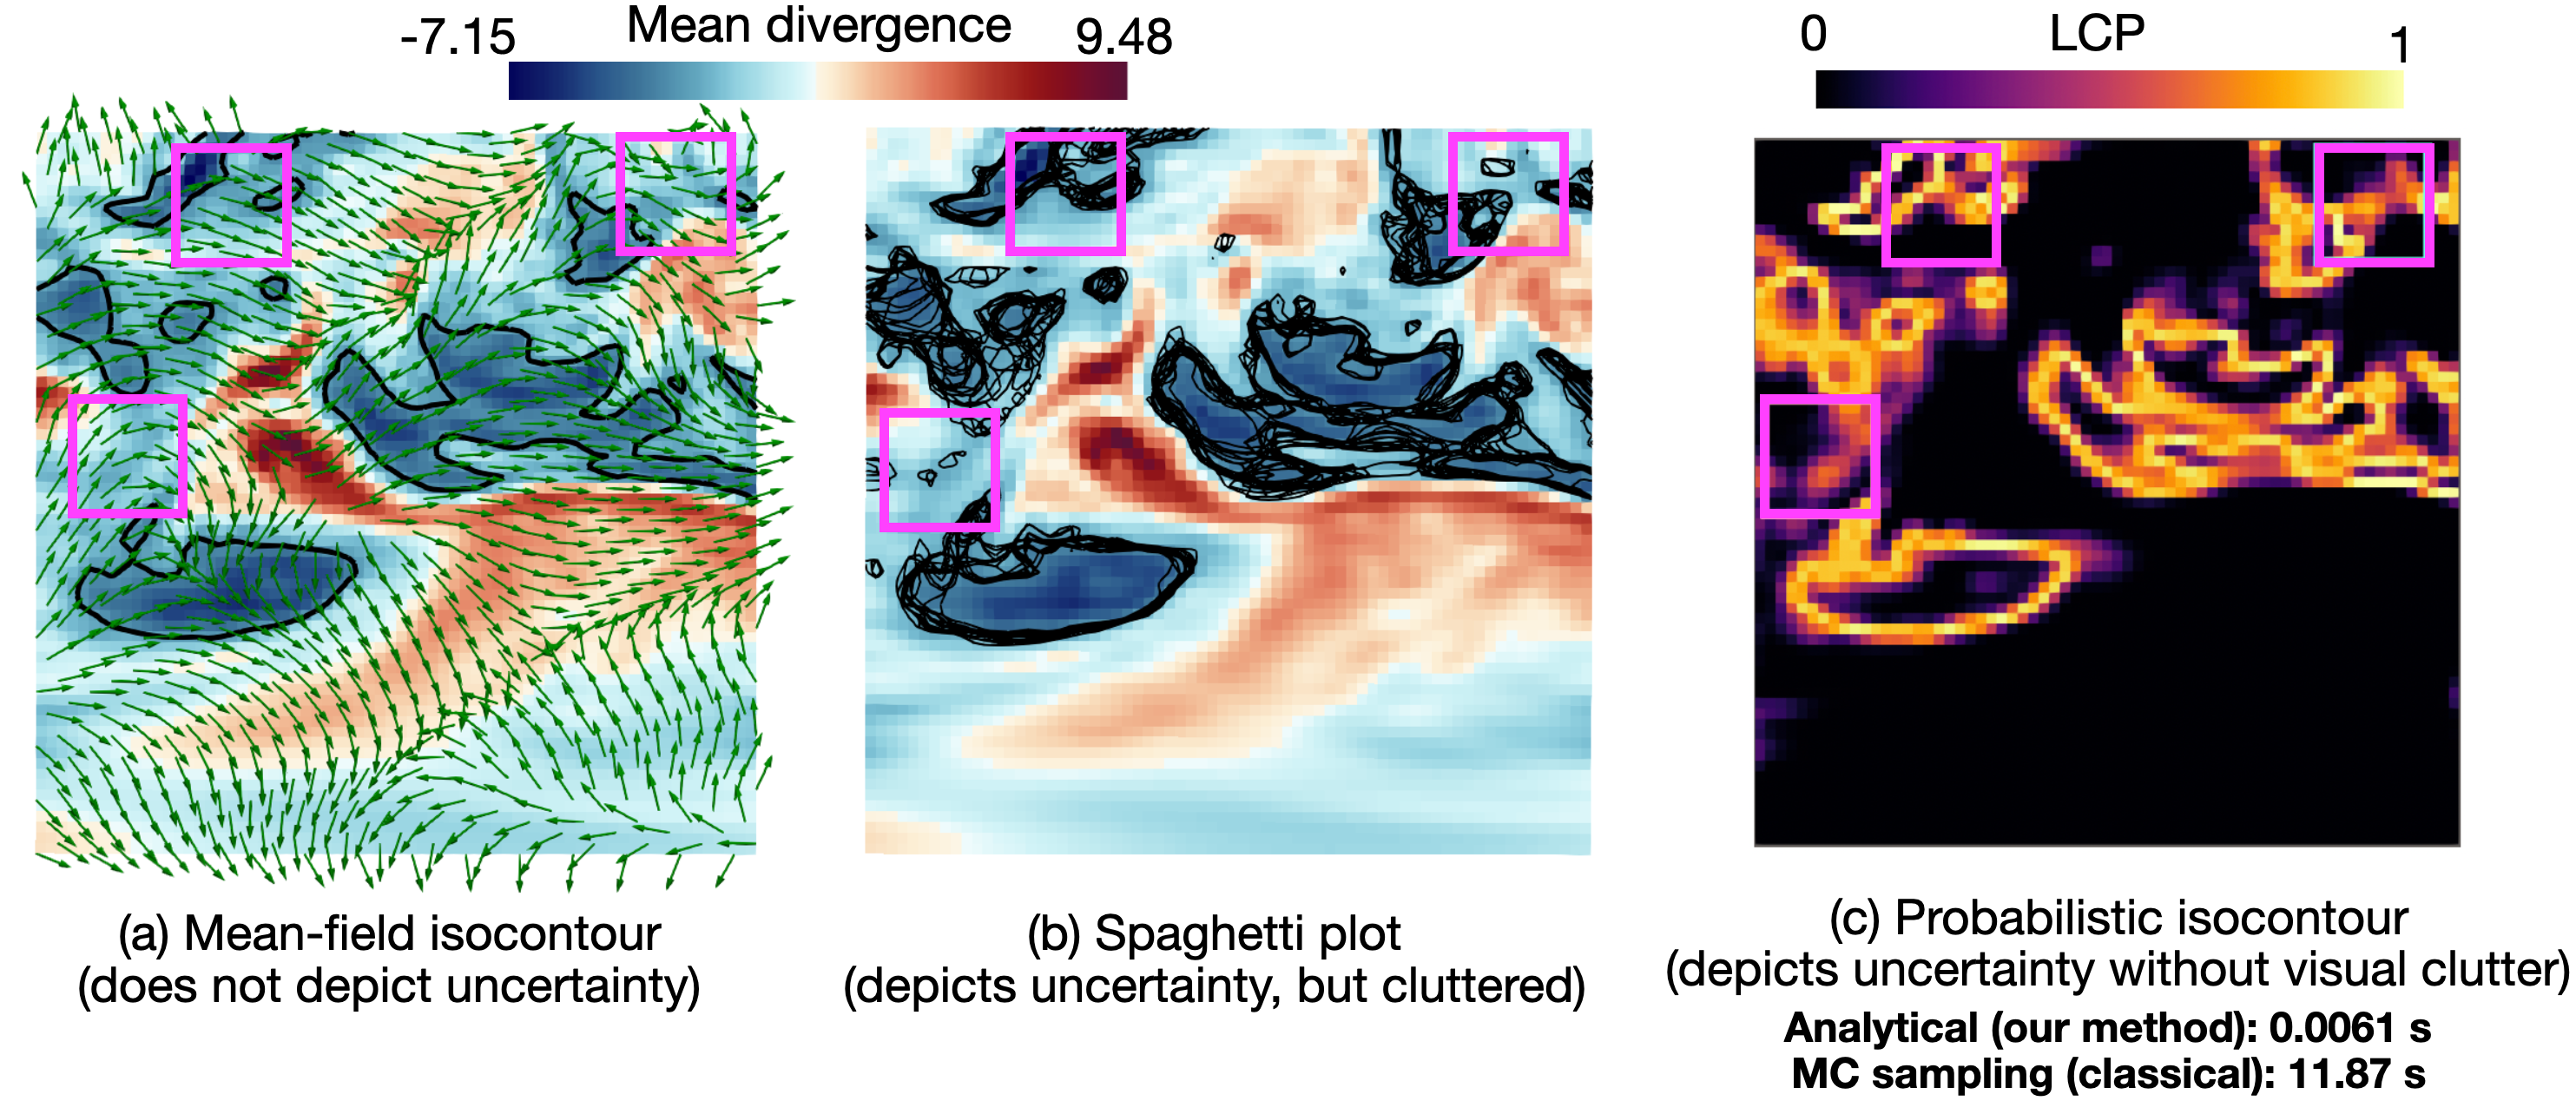 -7.15 Mean divergence 9.48
0 LCP 1
(a) Mean-field isocontour
(does not depict uncertainty)
(b) Spaghetti plot
(depicts uncertainty, but cluttered)
(c) Probabilistic isocontour
(depicts uncertainty without visual clutter)
Analytical (our method): 0.0061 s
MC sampling (classical): 11.87 s